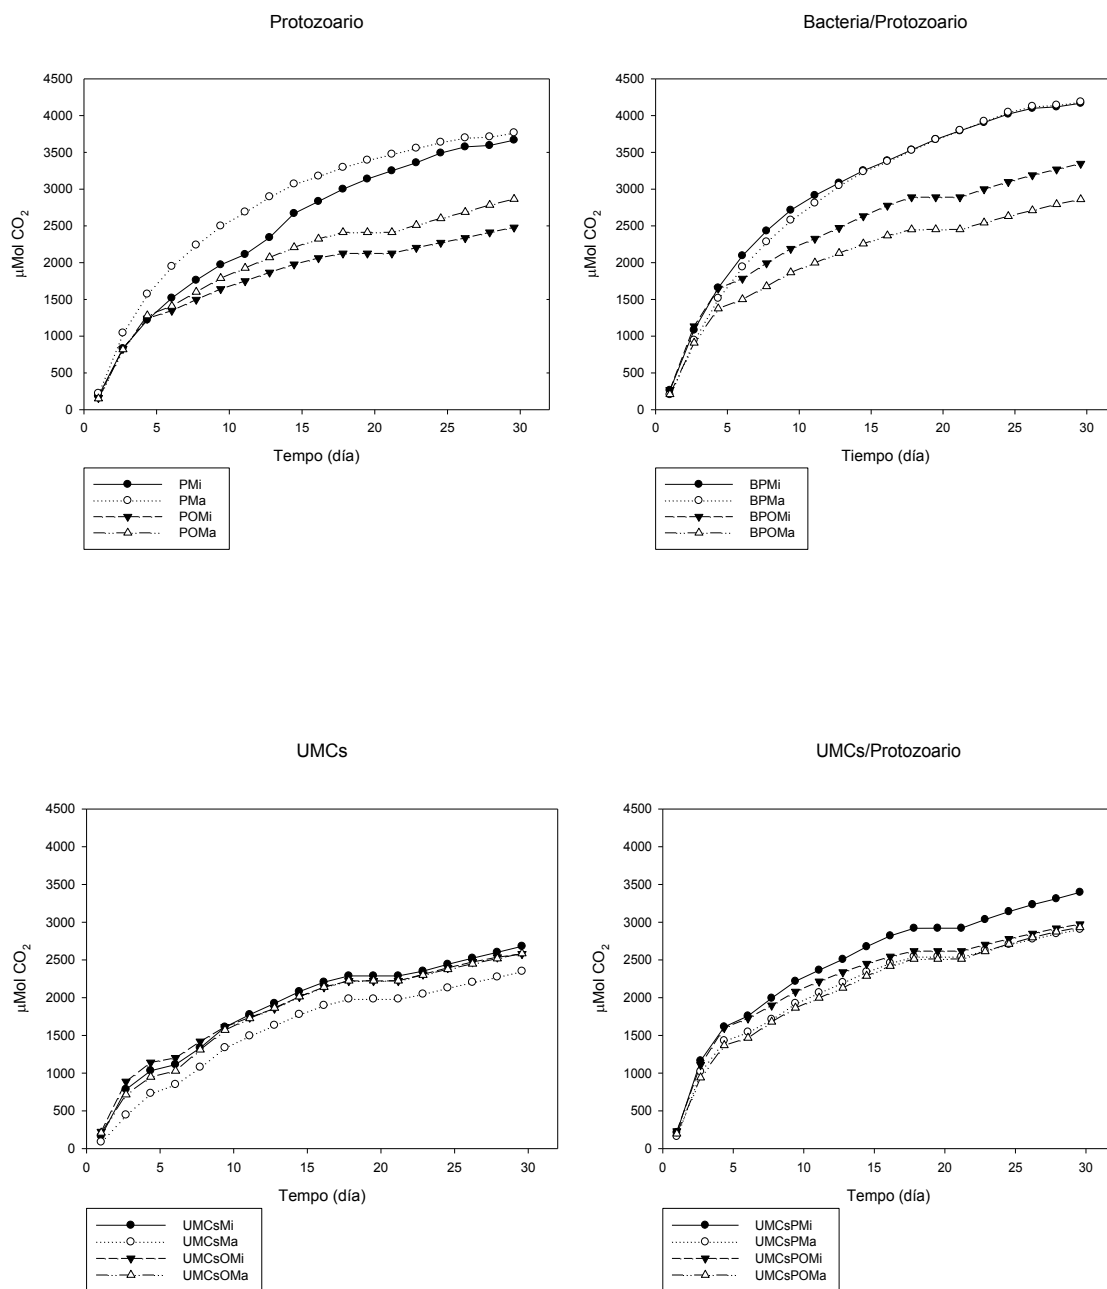 Protozoario
μMol CO2
4500
4000
3500
3000
2500
2000
1500
1000
500
0
0 5 10 15 20 25 30
Tempo (día)
PMi
PMa
POMi
POMa
Bacteria/Protozoario
μMol CO2
4500
4000
3500
3000
2500
2000
1500
1000
500
0
0 5 10 15 20 25 30
Tiempo (día)
BPMi
BPMa
BPOMi
BPOMa
UMCs
μMol CO2
4500
4000
3500
3000
2500
2000
1500
1000
500
0
0 5 10 15 20 25 30
Tempo (día)
UMCsMi
UMCsMa
UMCsOMi
UMCsOMa
UMCs/Protozoario
μMol CO2
4500
4000
3500
3000
2500
2000
1500
1000
500
0
0 5 10 15 20 25 30
Tempo (día)
UMCsPMi
UMCsPMa
UMCsPOMi
UMCsPOMa